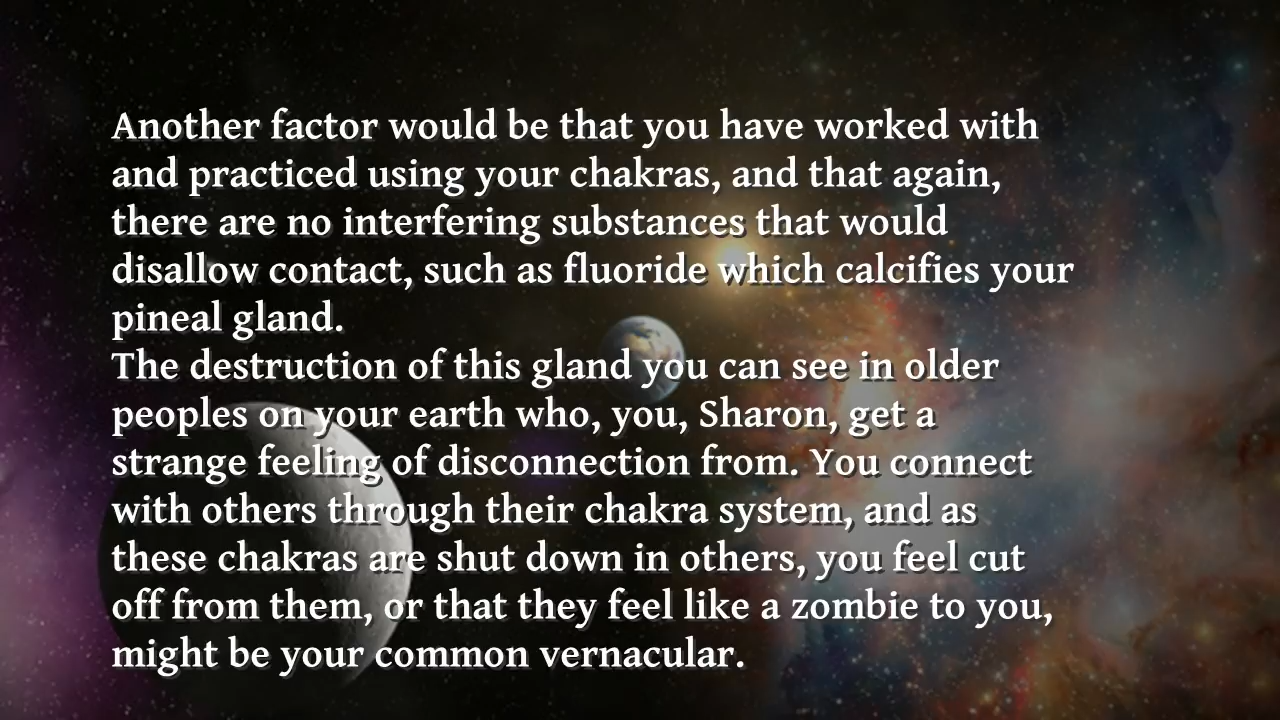 Another factor would be that you have worked with
and practiced using your chakras, and that again,
there are no interfering substances that would
disallow contact, such as fluoride which calcifies your
pineal gland.
The destruction of this gland you can see in older
peoples on your earth who, you, Sharon, get a
strange feeling of disconnection from. You connect
with others through their chakra system, and as
these chakras are shut down in others, you feel cut
off from them, or that they feel like a zombie to you,
might be your common vernacular.